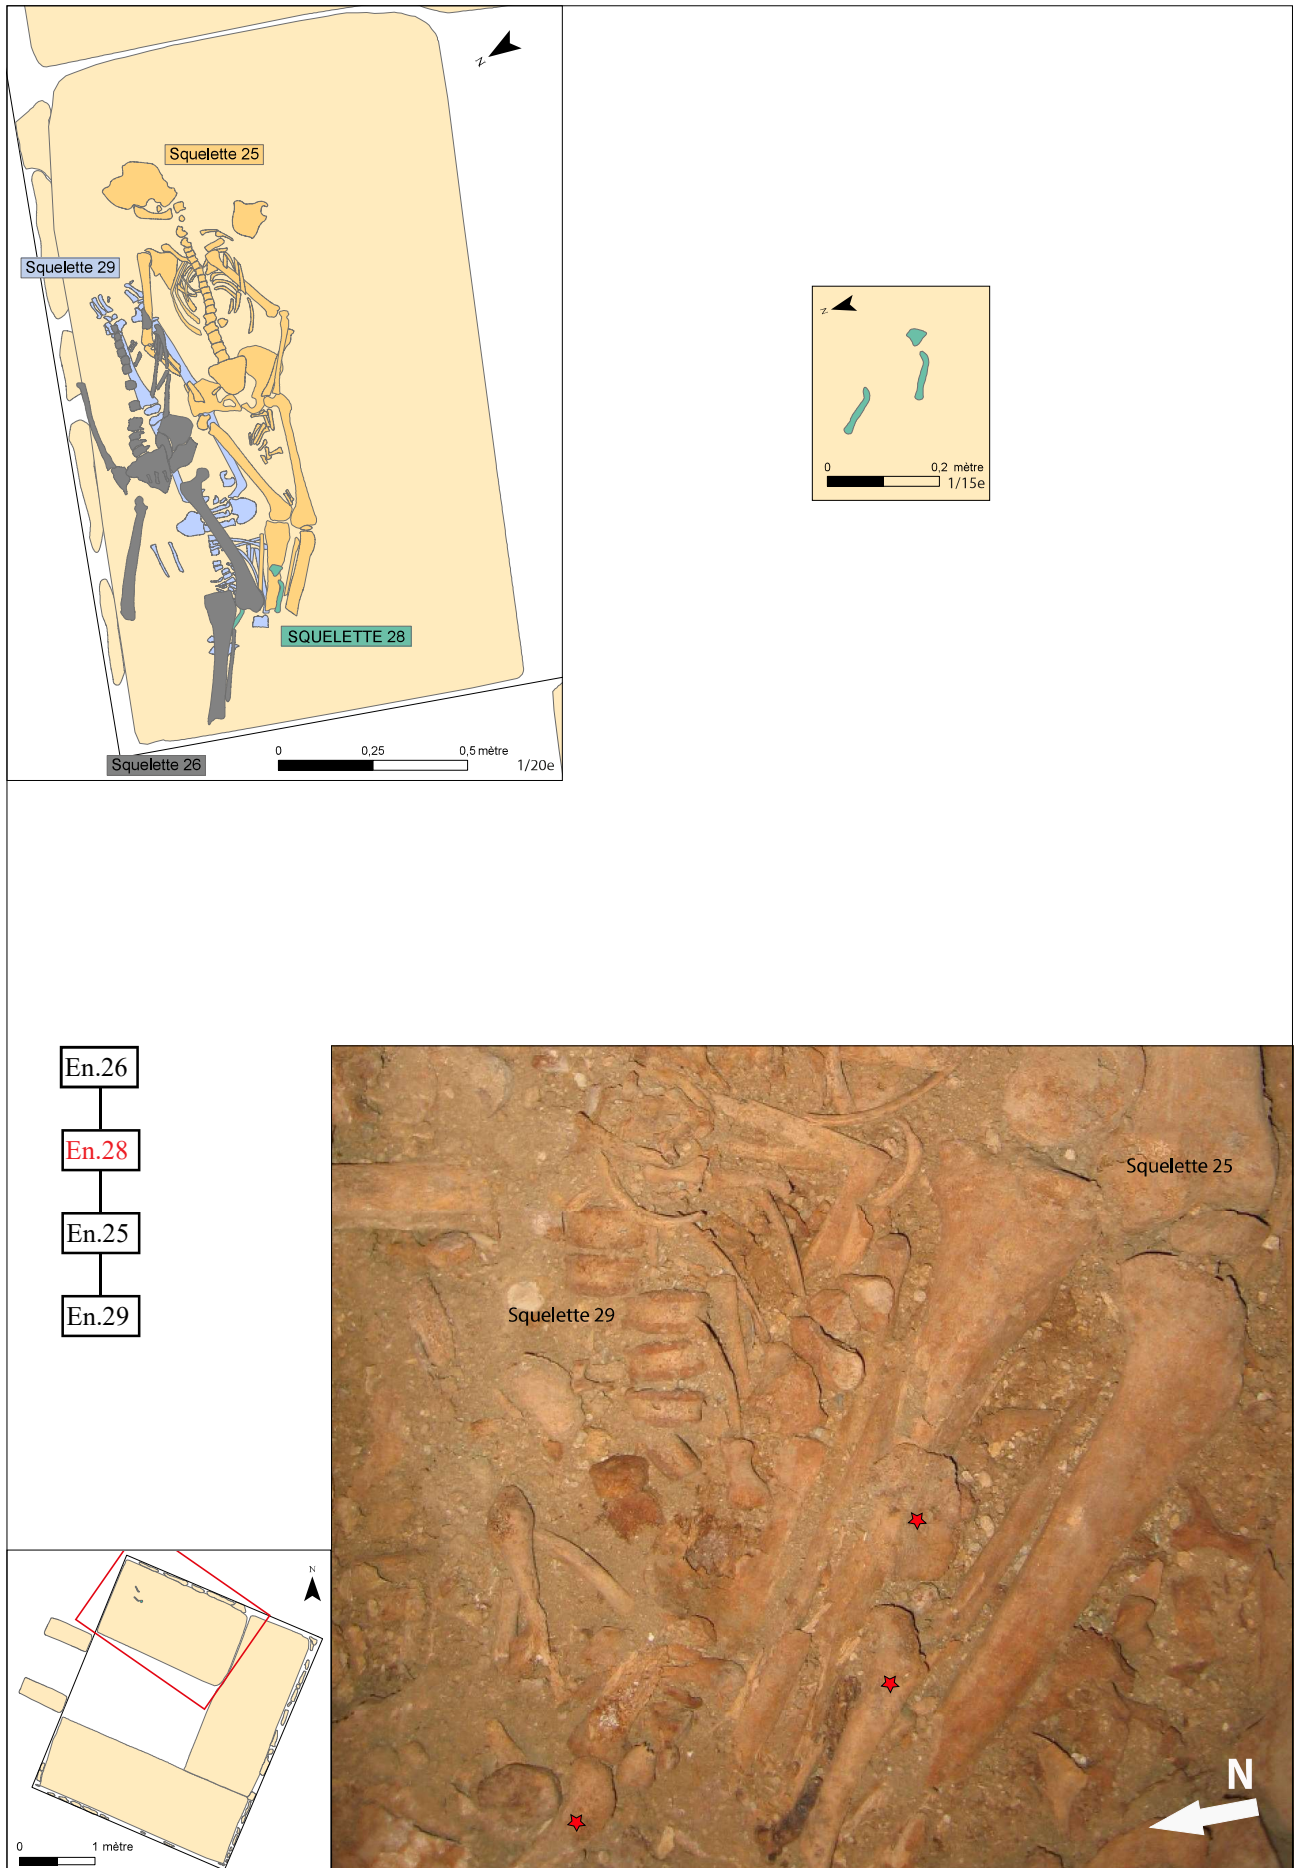 N
Squelette 25
Squelette 29
SQUELETTE 28
Squelette 26
0 0,25 0,5 mètre
1/20e
N
0 0,2 mètre
1/15e
En.26
En.28
En.25
En.29
Squelette 25
Squelette 29
N
N
0 1 mètre